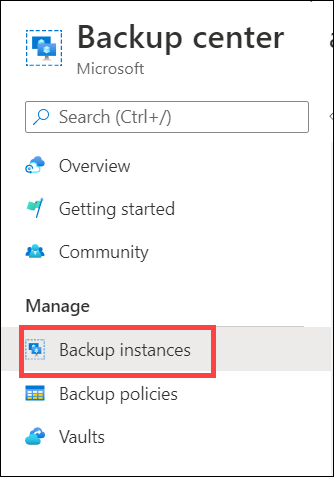 Backup center
Microsoft
Search (Ctrl+/)
Overview
Getting started
Community
Manage
Backup instances
Backup policies
Vaults